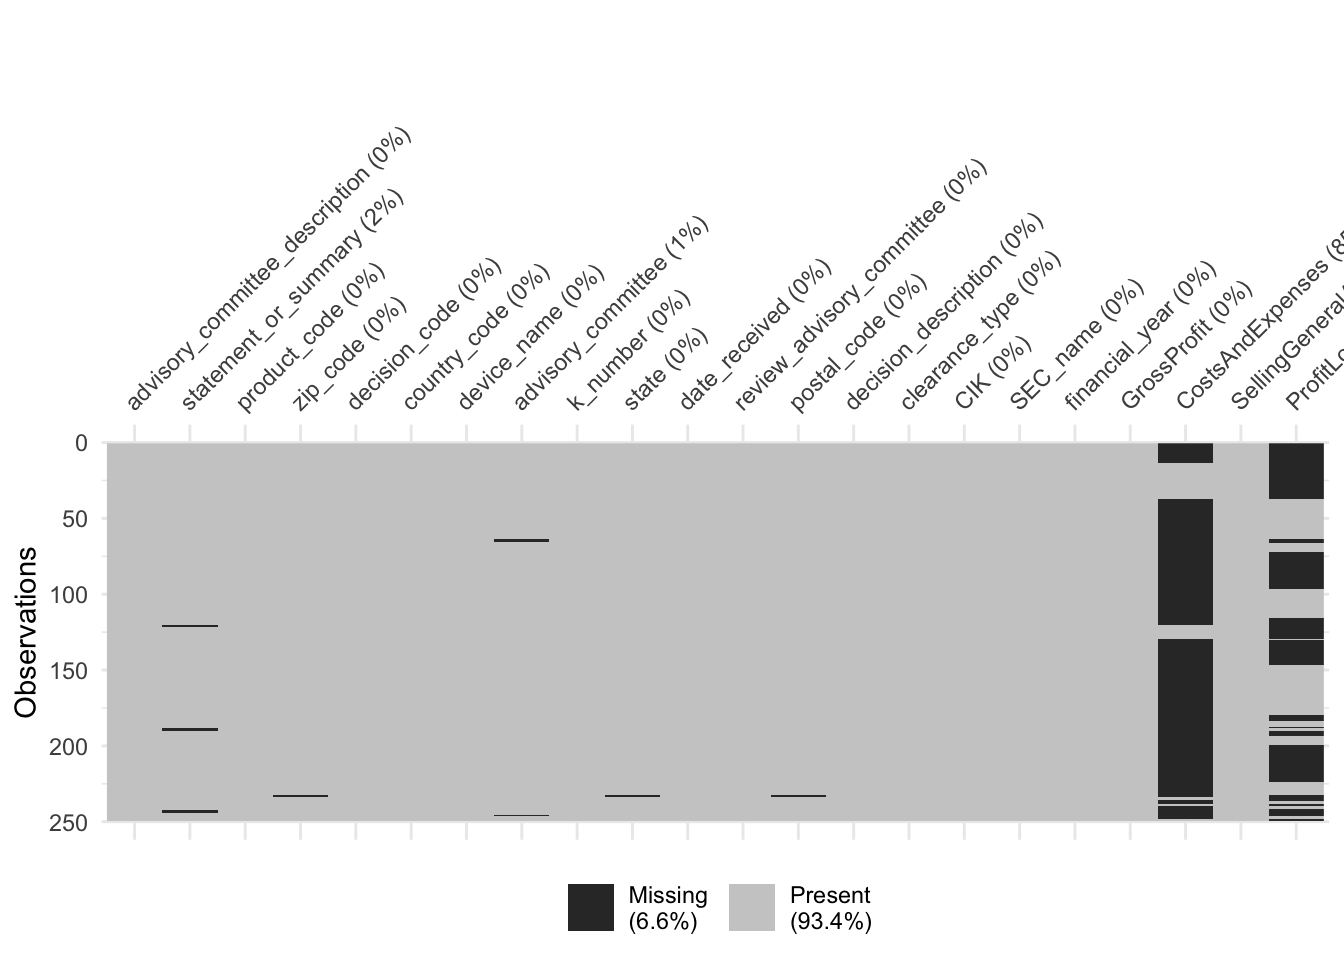 advisory_committee_description (0%)
statement_or_summary (2%)
product_code (0%)
zip_code (0%)
decision_code (0%)
country_code (0%)
device_name (0%)
advisory_committee (1%)
k_number (0%)
state (0%)
date_received (0%)
review_advisory_committee (0%)
postal_code (0%)
decision_description (0%)
clearance_type (0%)
CIK (0%)
SEC_name (0%)
financial_year (0%)
GrossProfit (0%)
CostsAndExpenses
SellingGeneral
ProfitLo
Observations
0
50
100
150
200
250
Missing
(6.6%)
Present
(93.4%)